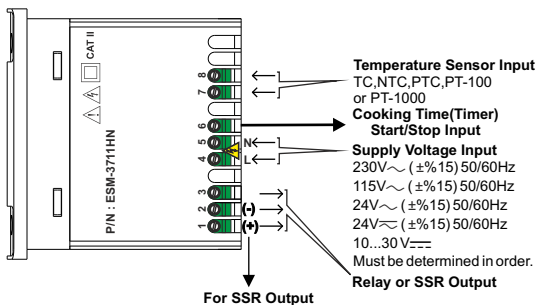 P/N : ESM-3711HN
CAT II
8
7
6
5 N
4 L
3
2 (-)
1 (+)
Temperature Sensor Input
TC,NTC,PTC,PT-100
or PT-1000
Cooking Time(Timer)
Start/Stop Input
Supply Voltage Input
230V～ (±%15) 50/60Hz
115V～ (±%15) 50/60Hz
24V～ (±%15) 50/60Hz
24V⏦ (±%15) 50/60Hz
10...30 V⎓
Must be determined in order.
Relay or SSR Output
For SSR Output